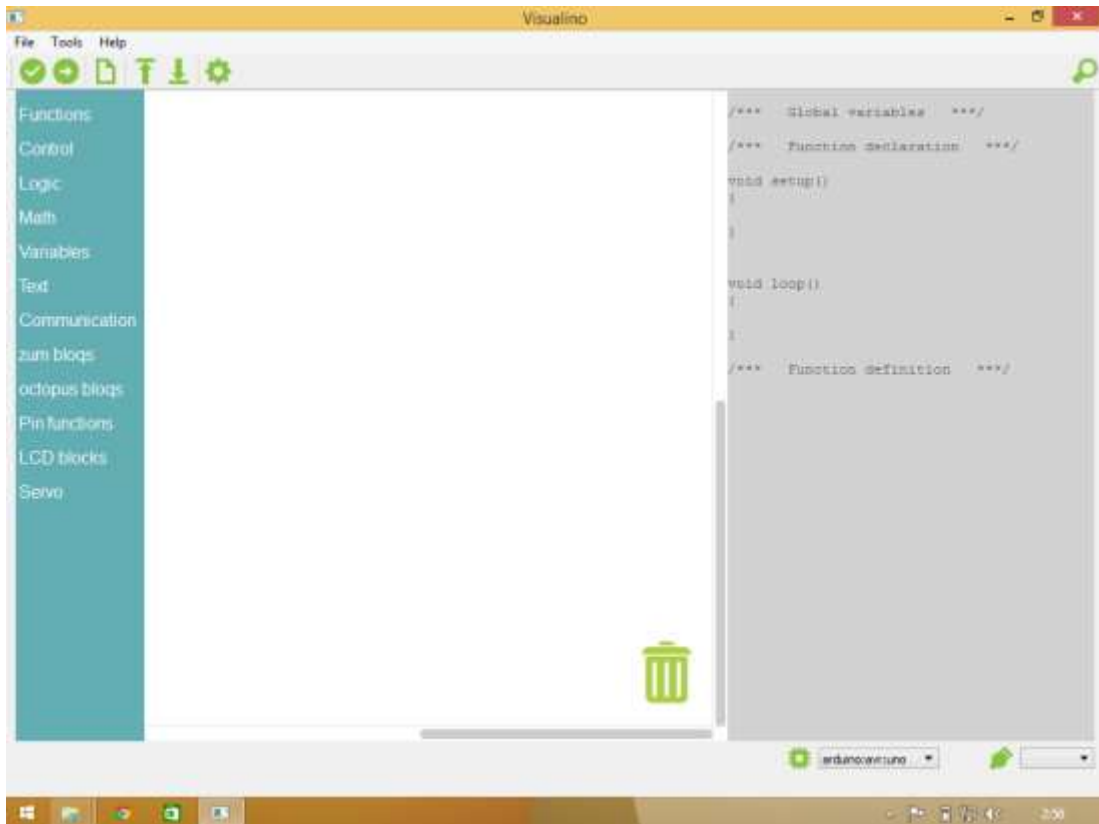 Visualino
File Tools Help
Functions
Control
Logic
Math
Variables
Text
Communication
zum bloqs
octopus bloqs
Pin functions
LCD blocks
Servo
/*** Global variables ***/
/*** Function declaration ***/
void setup()
{
}
void loop()
{
}
/*** Function definition ***/
arduino:avr:uno